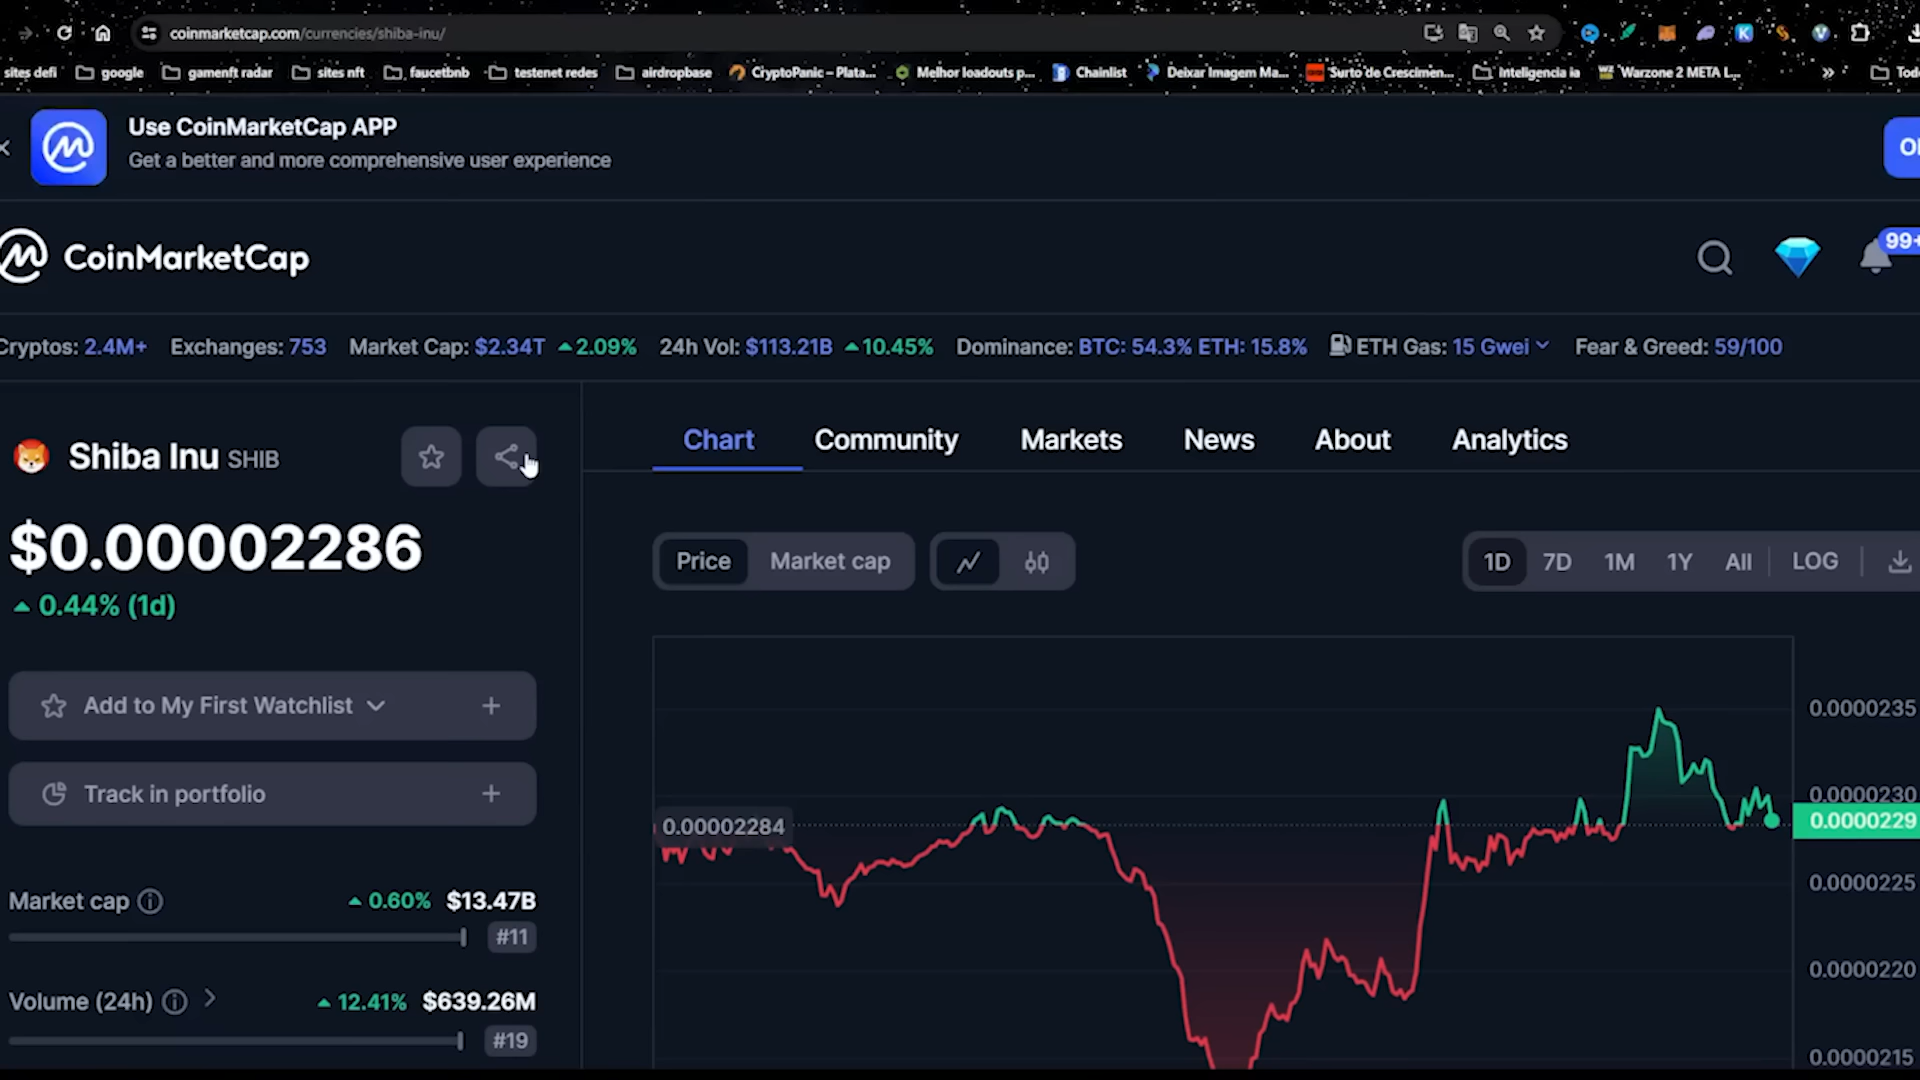 coinmarketcap.com/currencies/shiba-inu/
sites defi google gamenft radar sites nft faucetbnb testenet redes airdropbase CryptoPanic – Plata... Melhor loadouts p... Chainlist Deixar Imagem Ma... Surto de Crescimen... Inteligencia ia Warzone 2 META L... »
Use CoinMarketCap APP
Get a better and more comprehensive user experience
CoinMarketCap
99+
Cryptos: 2.4M+ Exchanges: 753 Market Cap: $2.34T 2.09% 24h Vol: $113.21B 10.45% Dominance: BTC: 54.3% ETH: 15.8% ETH Gas: 15 Gwei Fear & Greed: 59/100
Shiba Inu SHIB
Chart Community Markets News About Analytics
$0.00002286
0.44% (1d)
Price Market cap
1D 7D 1M 1Y All LOG
Add to My First Watchlist +
Track in portfolio +
Market cap 0.60% $13.47B
#11
Volume (24h) 12.41% $639.26M
#19
0.00002284
0.0000235
0.0000230
0.0000229
0.0000225
0.0000220
0.0000215